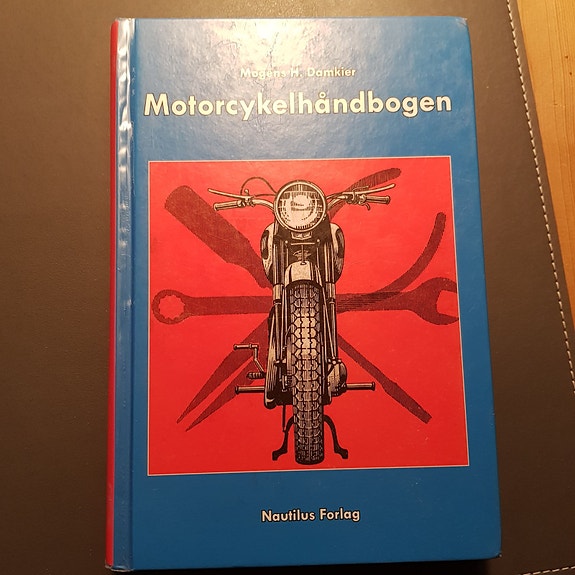 Mogens H. Damkier
Motorcykelhåndbogen
Nautilus Forlag